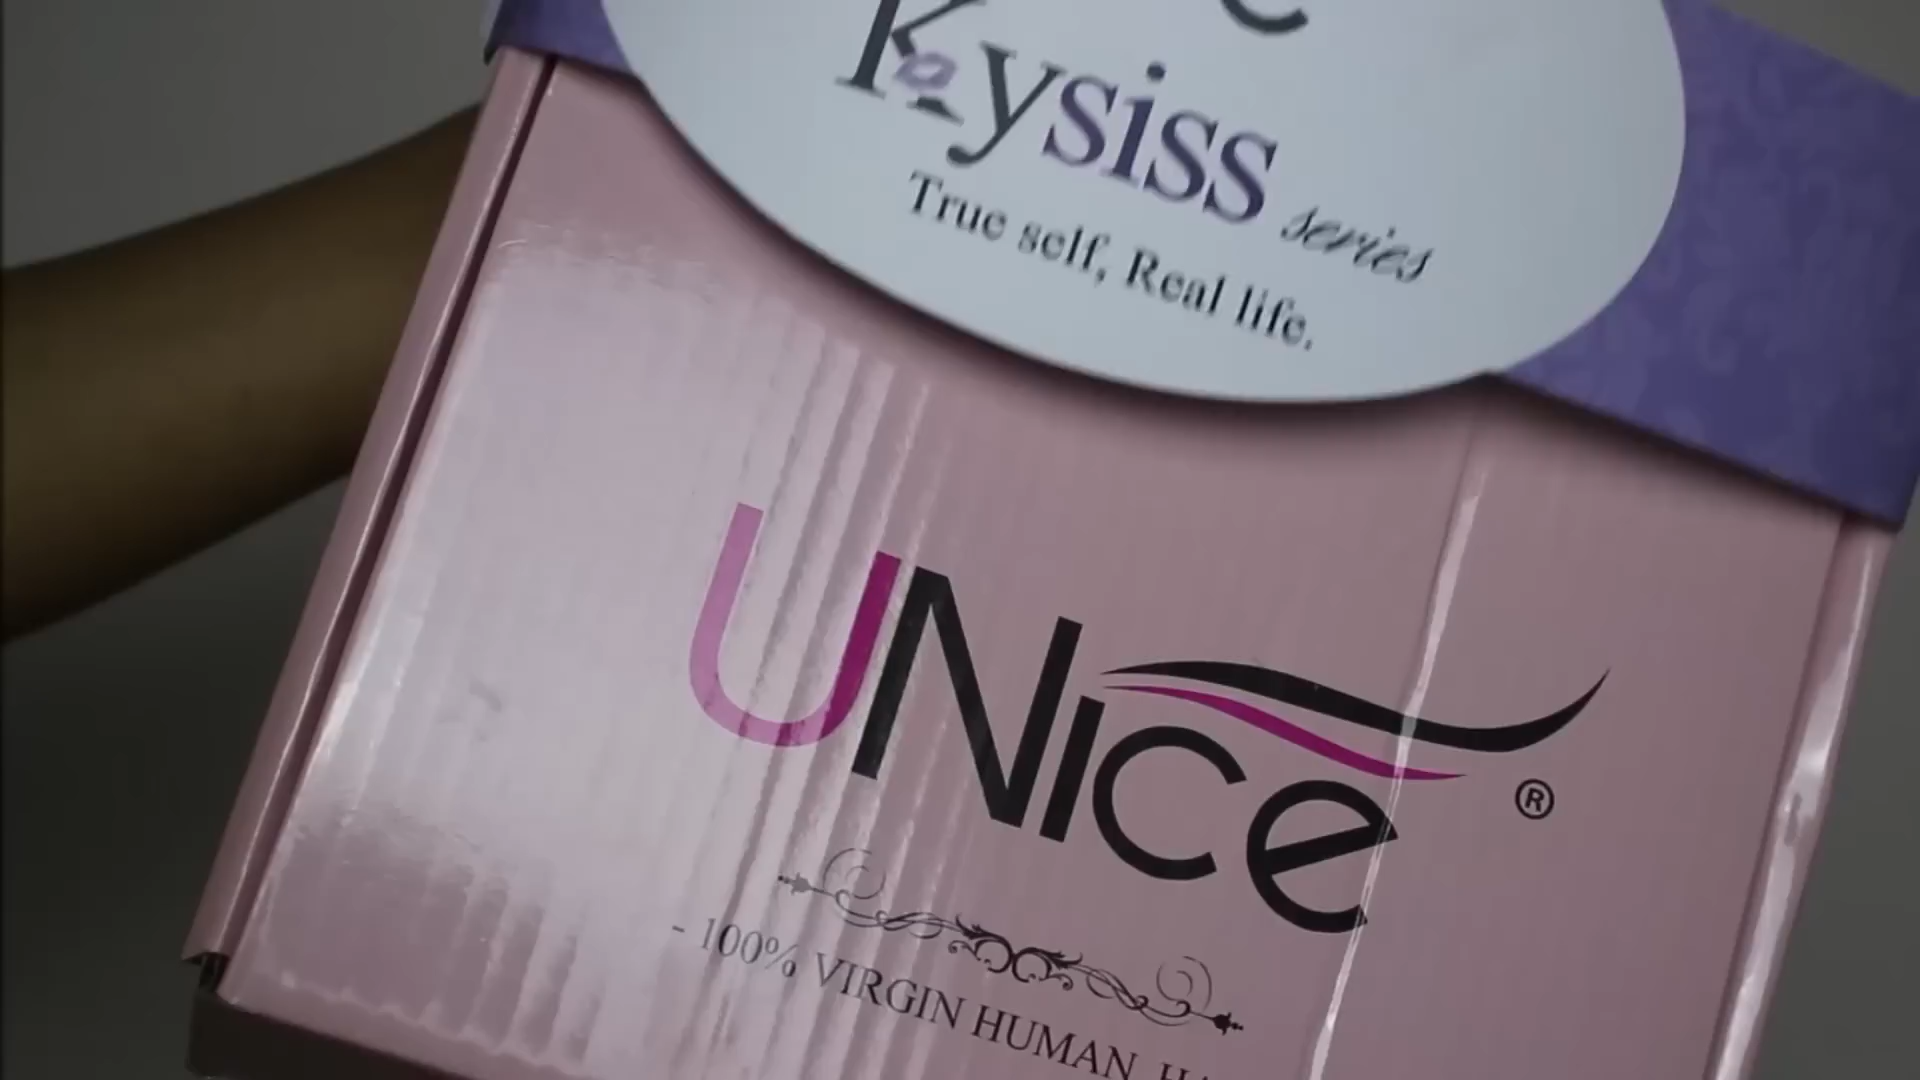 Kysiss series
True self, Real life.
UNice ®
- 100% VIRGIN HUMAN